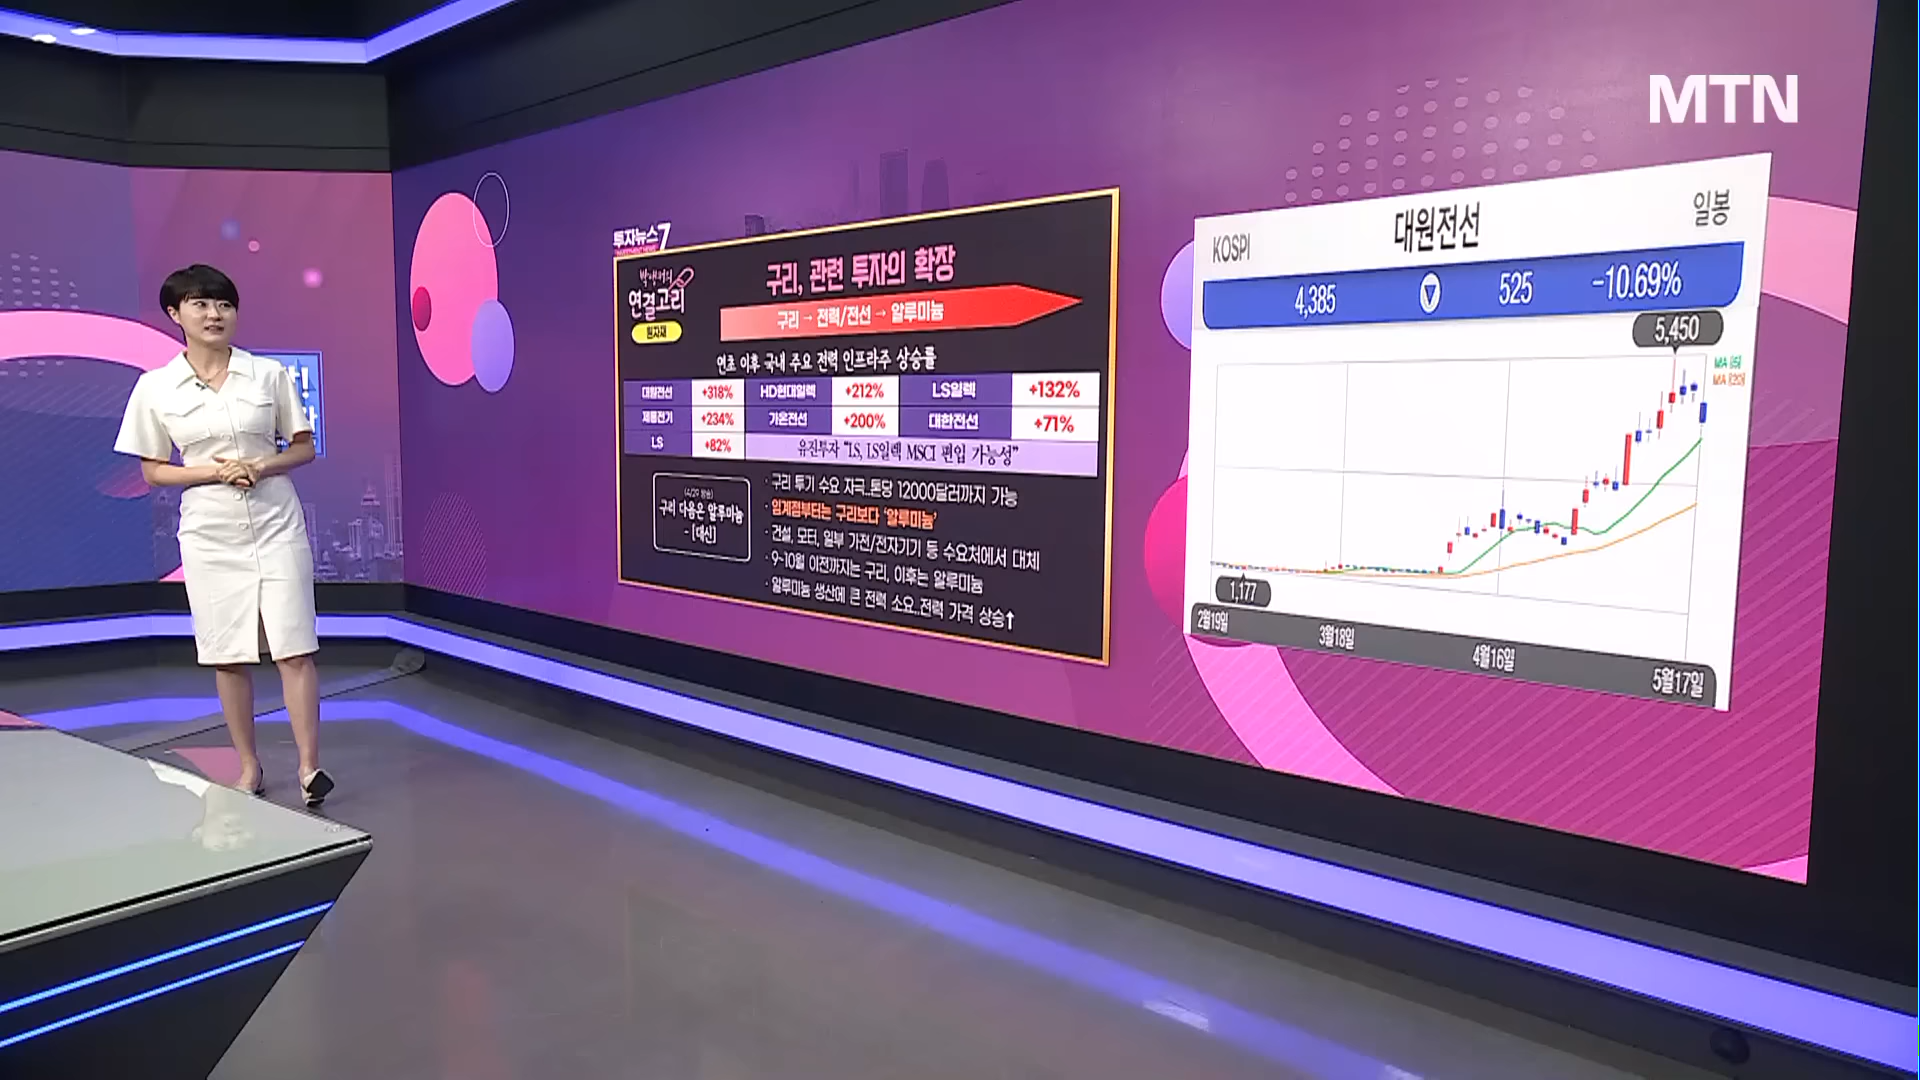 MTN
투자뉴스7
박앵커의
연결고리
원자재
구리, 관련 투자의 확장
구리 → 전력/전선 → 알루미늄
연초 이후 국내 주요 전력 인프라주 상승률
대원전선 +318% HD현대일렉 +212% LS일렉 +132%
제룡전기 +234% 가온전선 +200% 대한전선 +71%
LS +82% 유진투자 "LS, LS일렉 MSCI 편입 가능성"
(4/29 방송)
구리 다음은 알루미늄
- [대신]
· 구리 투기 수요 자극..톤당 12000달러까지 가능
· 임계점부터는 구리보다 '알루미늄'
· 건설, 모터, 일부 가전/전자기기 등 수요처에서 대체
· 9~10월 이전까지는 구리, 이후는 알루미늄
· 알루미늄 생산에 큰 전력 소요..전력 가격 상승↑
KOSPI 대원전선 일봉
4,385 ▽ 525 -10.69%
5,450
MA (5)
MA (20)
1,177
2월19일 3월18일 4월16일 5월17일